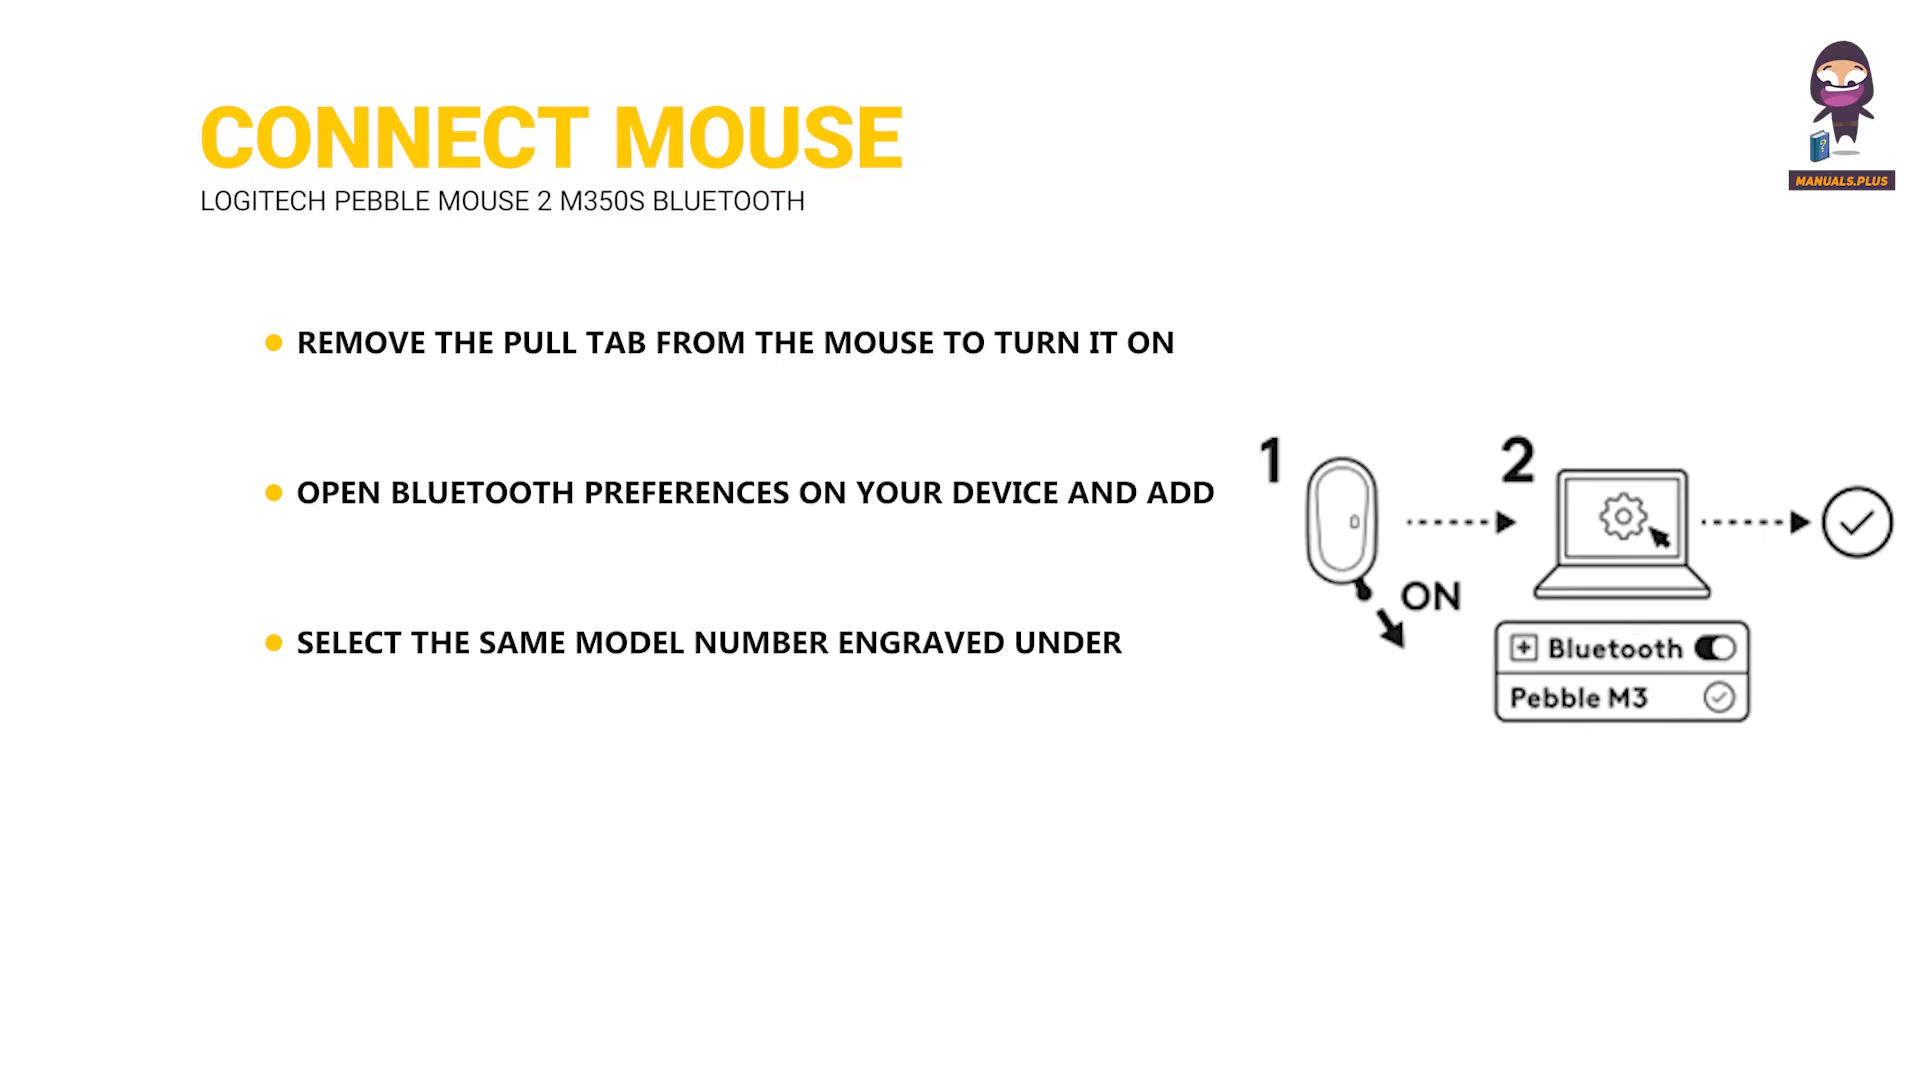 MANUALS.PLUS
CONNECT MOUSE
LOGITECH PEBBLE MOUSE 2 M350S BLUETOOTH
REMOVE THE PULL TAB FROM THE MOUSE TO TURN IT ON
OPEN BLUETOOTH PREFERENCES ON YOUR DEVICE AND ADD
SELECT THE SAME MODEL NUMBER ENGRAVED UNDER
1
2
ON
Bluetooth
Pebble M3